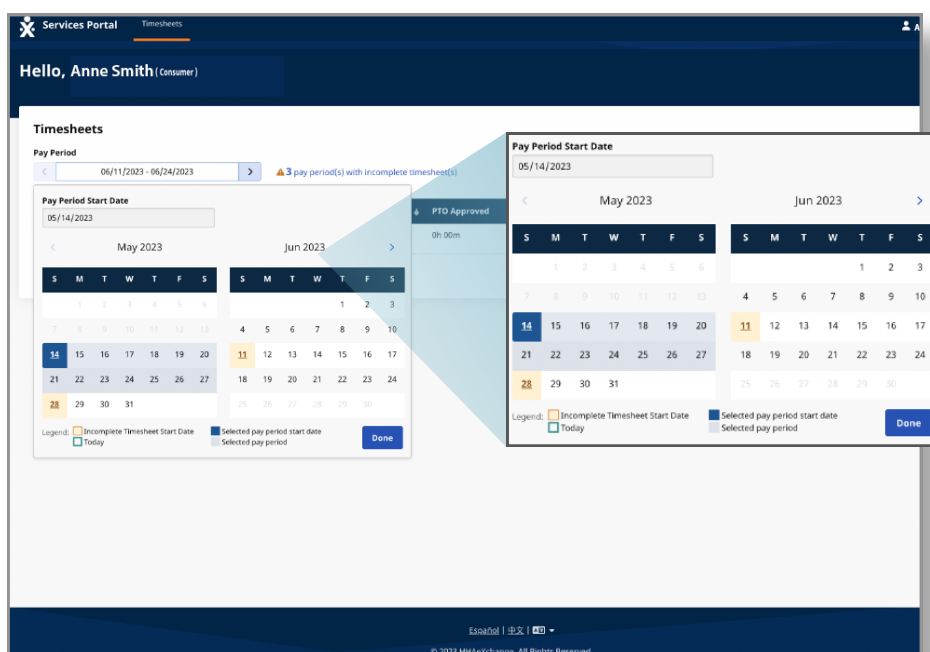 Services Portal Timesheets A
Hello, Anne Smith (Consumer)
Timesheets
Pay Period
06/11/2023 - 06/24/2023
3 pay period(s) with incomplete timesheet(s)
Pay Period Start Date
05/14/2023
May 2023 Jun 2023
S M T W T F S S M T W T F S
1 2 3 4 5 6 1 2 3
7 8 9 10 11 12 13 4 5 6 7 8 9 10
14 15 16 17 18 19 20 11 12 13 14 15 16 17
21 22 23 24 25 26 27 18 19 20 21 22 23 24
28 29 30 31 25 26 27 28 29 30
Legend: Incomplete Timesheet Start Date Selected pay period start date
Today Selected pay period
Done
PTO Approved
0h 00m
Pay Period Start Date
05/14/2023
May 2023 Jun 2023
S M T W T F S S M T W T F S
1 2 3 4 5 6 1 2 3
7 8 9 10 11 12 13 4 5 6 7 8 9 10
14 15 16 17 18 19 20 11 12 13 14 15 16 17
21 22 23 24 25 26 27 18 19 20 21 22 23 24
28 29 30 31 25 26 27 28 29 30
Legend: Incomplete Timesheet Start Date Selected pay period start date
Today Selected pay period
Done
Español | 中文 |
© 2023 HHAeXchange. All Rights Reserved